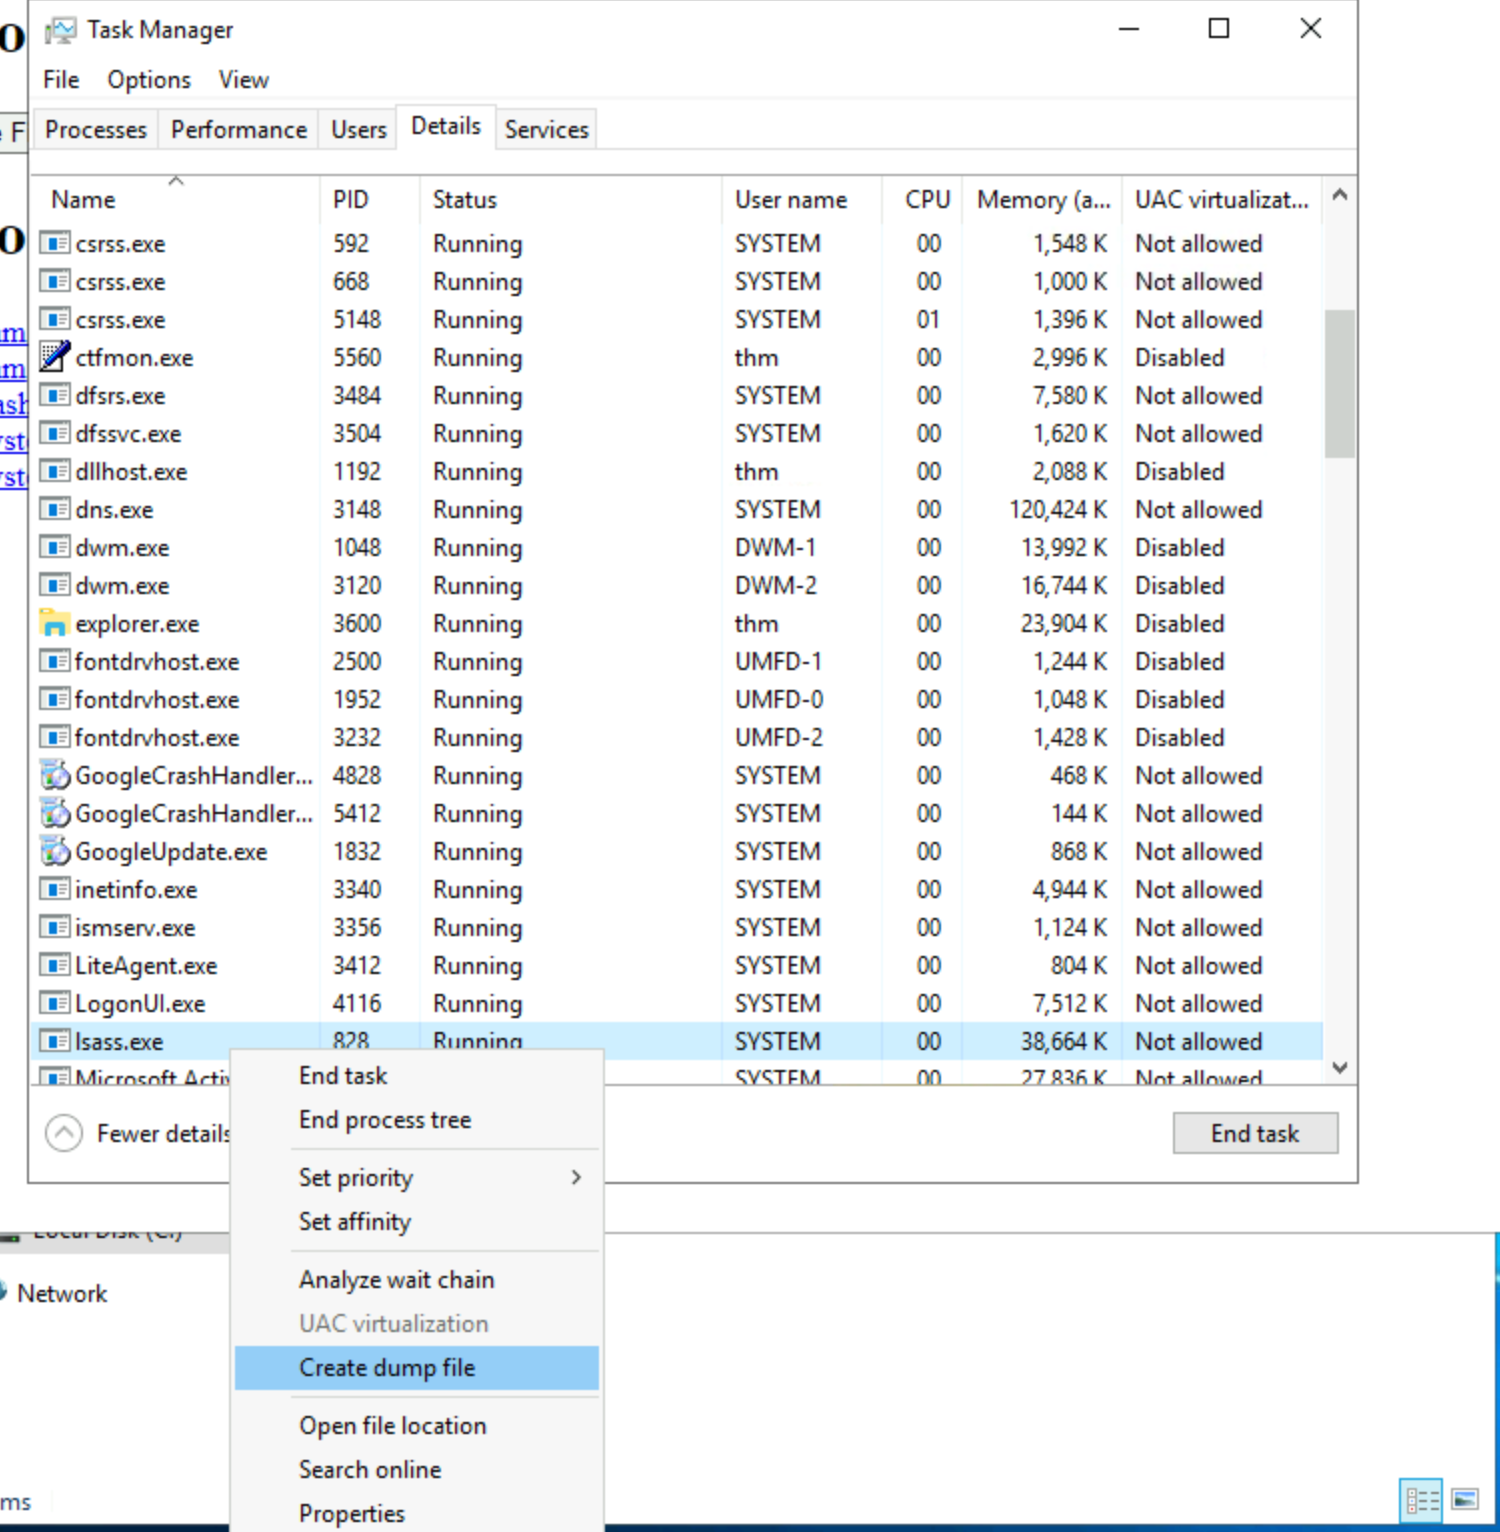 Task Manager
File Options View
Processes Performance Users Details Services
Name PID Status User name CPU Memory (a... UAC virtualizat...
csrss.exe 592 Running SYSTEM 00 1,548 K Not allowed
csrss.exe 668 Running SYSTEM 00 1,000 K Not allowed
csrss.exe 5148 Running SYSTEM 01 1,396 K Not allowed
ctfmon.exe 5560 Running thm 00 2,996 K Disabled
dfsrs.exe 3484 Running SYSTEM 00 7,580 K Not allowed
dfssvc.exe 3504 Running SYSTEM 00 1,620 K Not allowed
dllhost.exe 1192 Running thm 00 2,088 K Disabled
dns.exe 3148 Running SYSTEM 00 120,424 K Not allowed
dwm.exe 1048 Running DWM-1 00 13,992 K Disabled
dwm.exe 3120 Running DWM-2 00 16,744 K Disabled
explorer.exe 3600 Running thm 00 23,904 K Disabled
fontdrvhost.exe 2500 Running UMFD-1 00 1,244 K Disabled
fontdrvhost.exe 1952 Running UMFD-0 00 1,048 K Disabled
fontdrvhost.exe 3232 Running UMFD-2 00 1,428 K Disabled
GoogleCrashHandler... 4828 Running SYSTEM 00 468 K Not allowed
GoogleCrashHandler... 5412 Running SYSTEM 00 144 K Not allowed
GoogleUpdate.exe 1832 Running SYSTEM 00 868 K Not allowed
inetinfo.exe 3340 Running SYSTEM 00 4,944 K Not allowed
ismserv.exe 3356 Running SYSTEM 00 1,124 K Not allowed
LiteAgent.exe 3412 Running SYSTEM 00 804 K Not allowed
LogonUI.exe 4116 Running SYSTEM 00 7,512 K Not allowed
lsass.exe 828 Running SYSTEM 00 38,664 K Not allowed
Microsoft Activ SYSTEM 00 27,836 K Not allowed
Fewer details
End task
End task
End process tree
Set priority
Set affinity
Analyze wait chain
UAC virtualization
Create dump file
Open file location
Search online
Properties
Local Disk (C:)
Network
ms